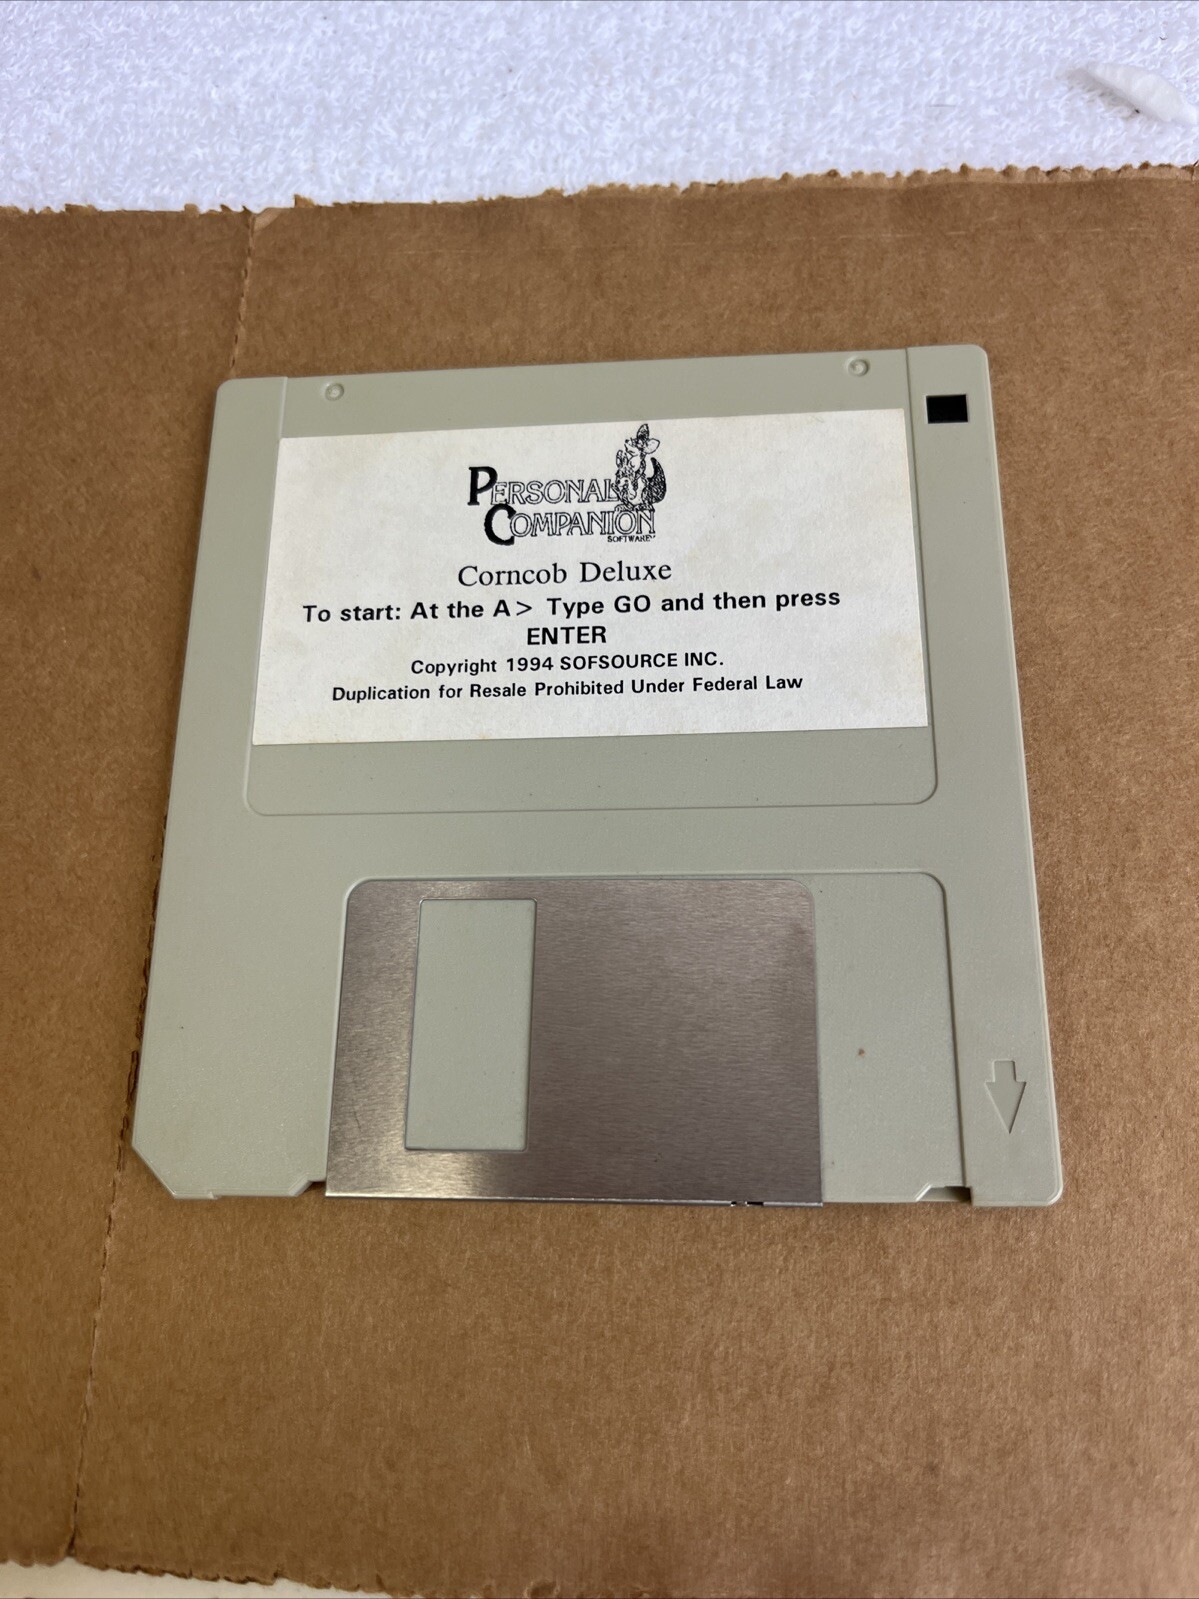 PERSONAL
COMPANION
SOFTWARE™
Corncob Deluxe
To start: At the A> Type GO and then press
ENTER
Copyright 1994 SOFSOURCE INC.
Duplication for Resale Prohibited Under Federal Law